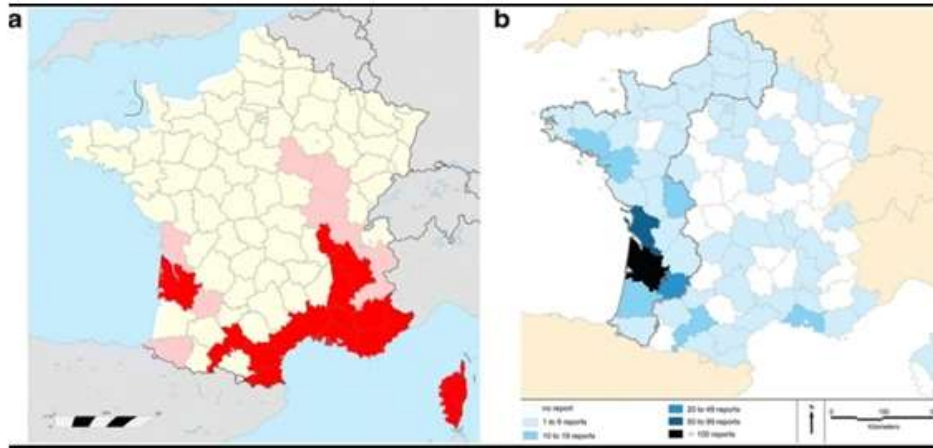 a
b
no report
1 to 9 reports
10 to 19 reports
20 to 49 reports
50 to 99 reports
> 100 reports
Kilometers